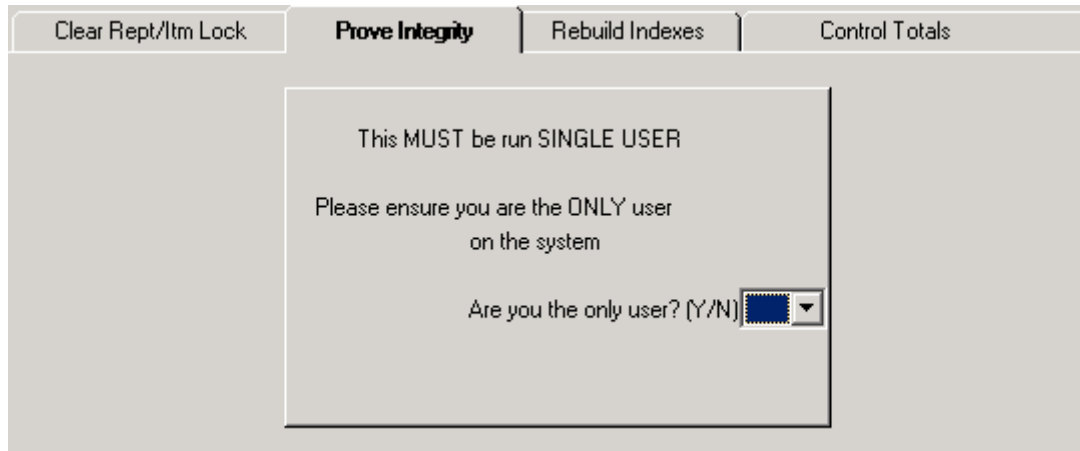 Clear Rept/Itm Lock Prove Integrity Rebuild Indexes Control Totals
This MUST be run SINGLE USER
Please ensure you are the ONLY user
on the system
Are you the only user? (Y/N)